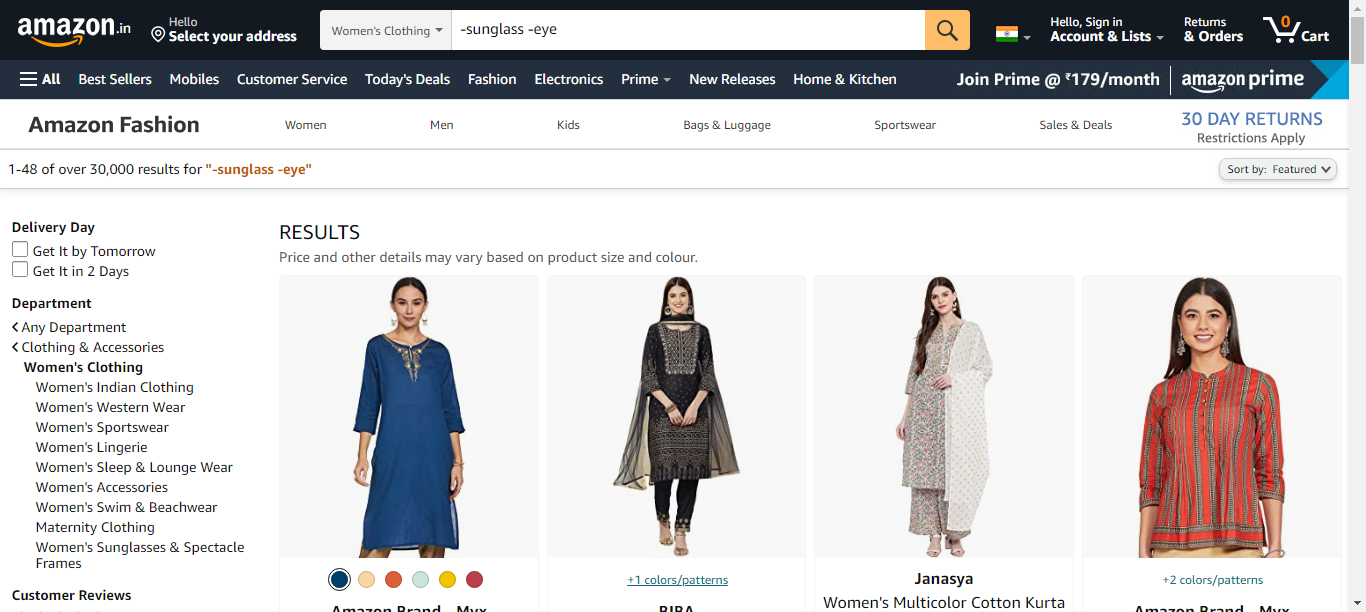 amazon.in
Hello
Select your address
Women's Clothing
-sunglass -eye
Hello, Sign in
Account & Lists
Returns
& Orders
0
Cart
All
Best Sellers
Mobiles
Customer Service
Today's Deals
Fashion
Electronics
Prime
New Releases
Home & Kitchen
Join Prime @ ₹179/month
amazon prime
Amazon Fashion
Women
Men
Kids
Bags & Luggage
Sportswear
Sales & Deals
30 DAY RETURNS
Restrictions Apply
1-48 of over 30,000 results for "-sunglass -eye"
Sort by: Featured
Delivery Day
Get It by Tomorrow
Get It in 2 Days
Department
Any Department
Clothing & Accessories
Women's Clothing
Women's Indian Clothing
Women's Western Wear
Women's Sportswear
Women's Lingerie
Women's Sleep & Lounge Wear
Women's Accessories
Women's Swim & Beachwear
Maternity Clothing
Women's Sunglasses & Spectacle
Frames
Customer Reviews
RESULTS
Price and other details may vary based on product size and colour.
Amazon Brand - Myx
+1 colors/patterns
BIBA
Janasya
Women's Multicolor Cotton Kurta
+2 colors/patterns
Amazon Brand - Myx